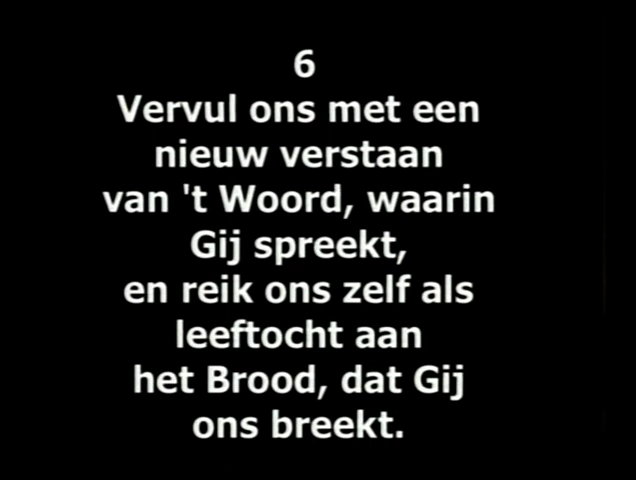 6
Vervul ons met een
nieuw verstaan
van 't Woord, waarin
Gij spreekt,
en reik ons zelf als
leeftocht aan
het Brood, dat Gij
ons breekt.